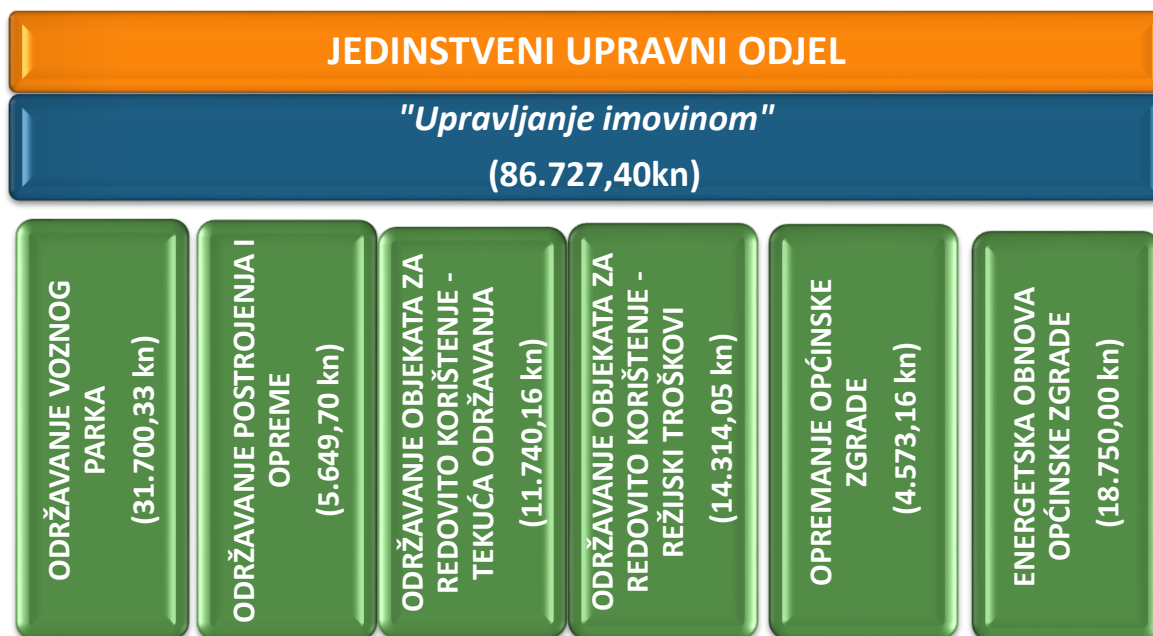 JEDINSTVENI UPRAVNI ODJEL
"Upravljanje imovinom"
(86.727,40kn)
ODRŽAVANJE VOZNOG
PARKA
(31.700,33 kn)
ODRŽAVANJE POSTROJENJA I
OPREME
(5.649,70 kn)
ODRŽAVANJE OBJEKATA ZA
REDOVITO KORIŠTENJE -
TEKUĆA ODRŽAVANJA
(11.740,16 kn)
ODRŽAVANJE OBJEKATA ZA
REDOVITO KORIŠTENJE -
REŽIJSKI TROŠKOVI
(14.314,05 kn)
OPREMANJE OPĆINSKE
ZGRADE
(4.573,16 kn)
ENERGETSKA OBNOVA
OPĆINSKE ZGRADE
(18.750,00 kn)